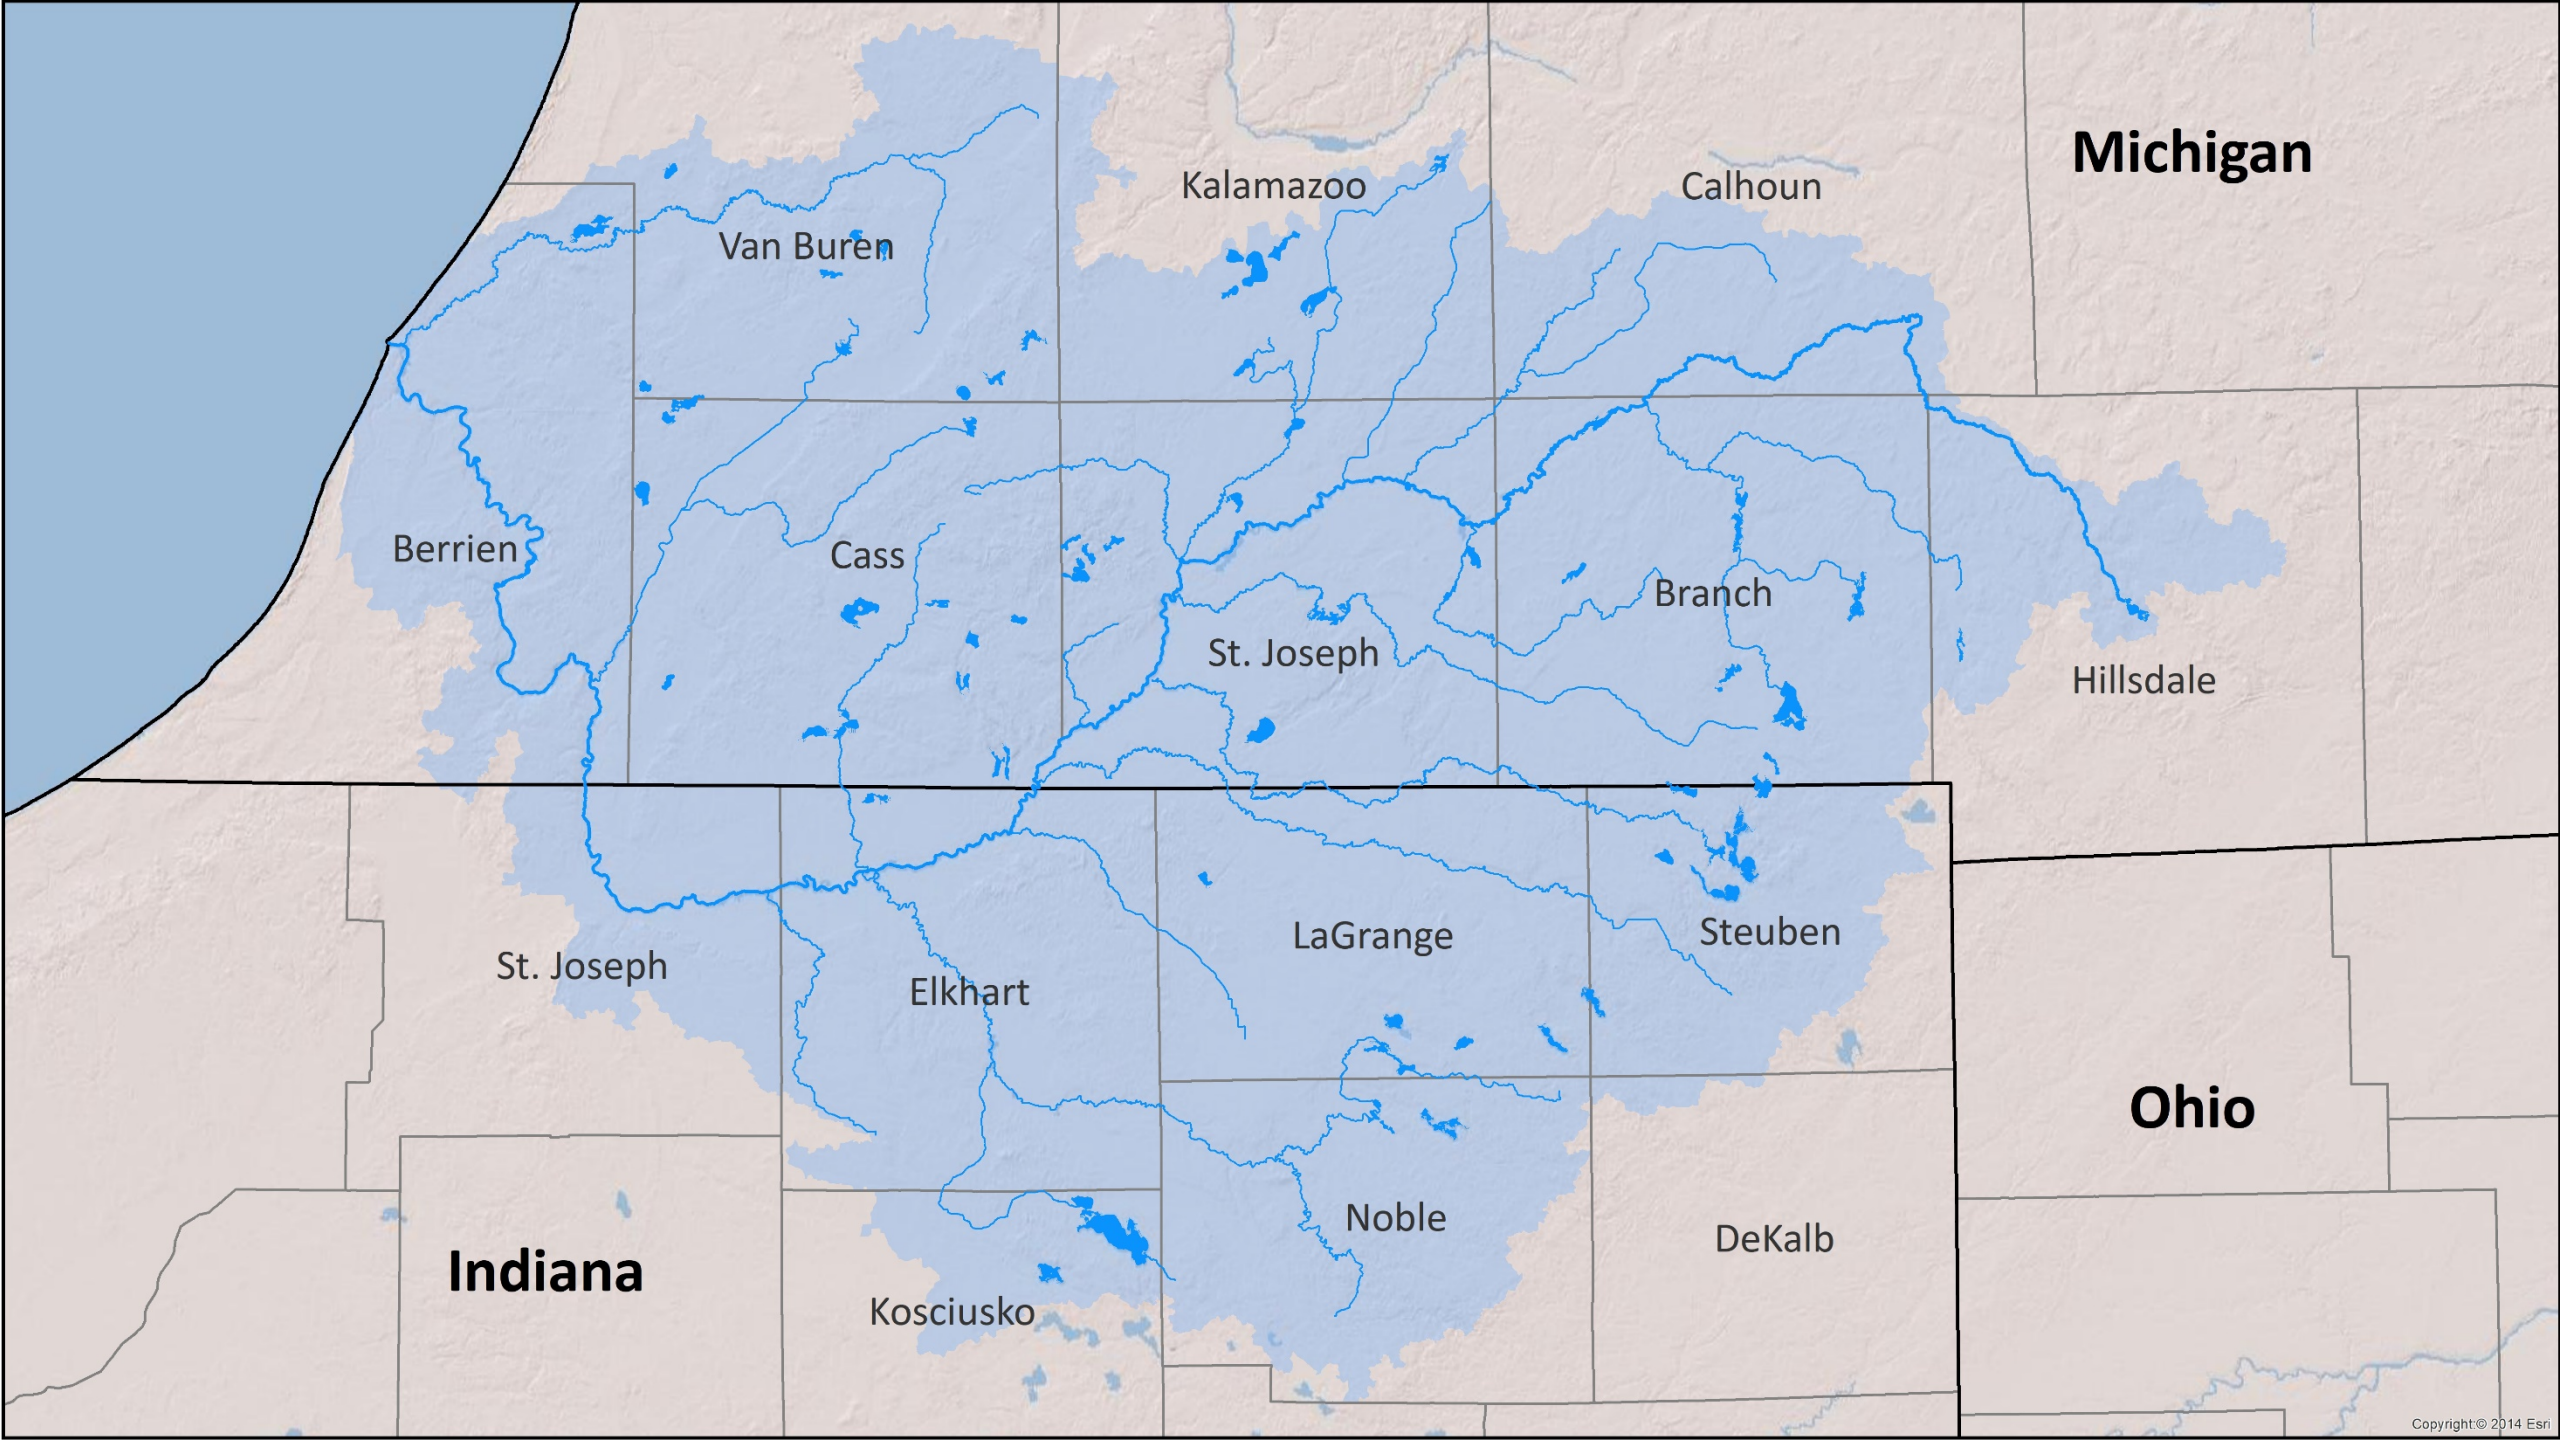 Michigan
Kalamazoo
Calhoun
Van Buren
Berrien
Cass
Branch
St. Joseph
Hillsdale
LaGrange
Steuben
St. Joseph
Elkhart
Ohio
Noble
DeKalb
Indiana
Kosciusko
Copyright:© 2014 Esri